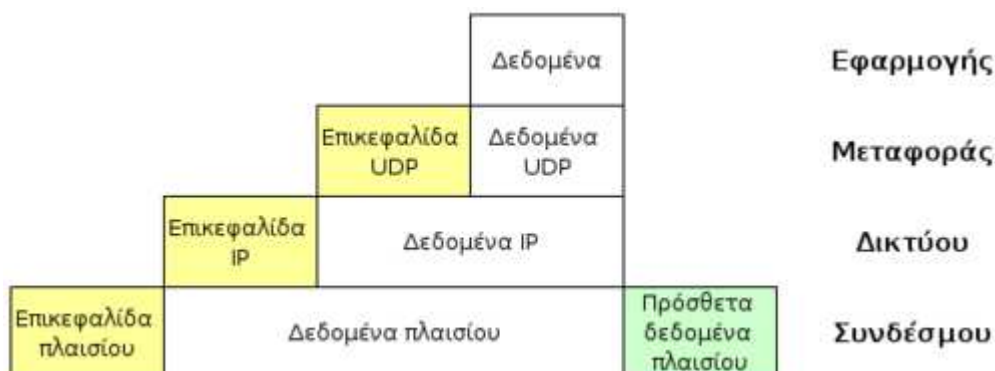 Δεδομένα
Εφαρμογής
Επικεφαλίδα
UDP
Δεδομένα
UDP
Μεταφοράς
Επικεφαλίδα
IP
Δεδομένα IP
Δικτύου
Επικεφαλίδα
πλαισίου
Δεδομένα πλαισίου
Πρόσθετα
δεδομένα
πλαισίου
Συνδέσμου